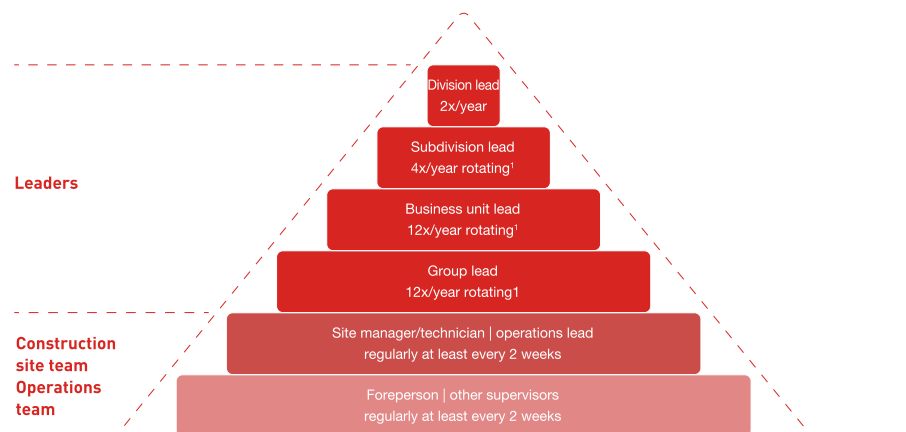 Division lead
2x/year
Subdivision lead
4x/year rotating¹
Leaders
Business unit lead
12x/year rotating¹
Group lead
12x/year rotating1
Site manager/technician | operations lead
regularly at least every 2 weeks
Construction
site team
Operations
team
Foreperson | other supervisors
regularly at least every 2 weeks